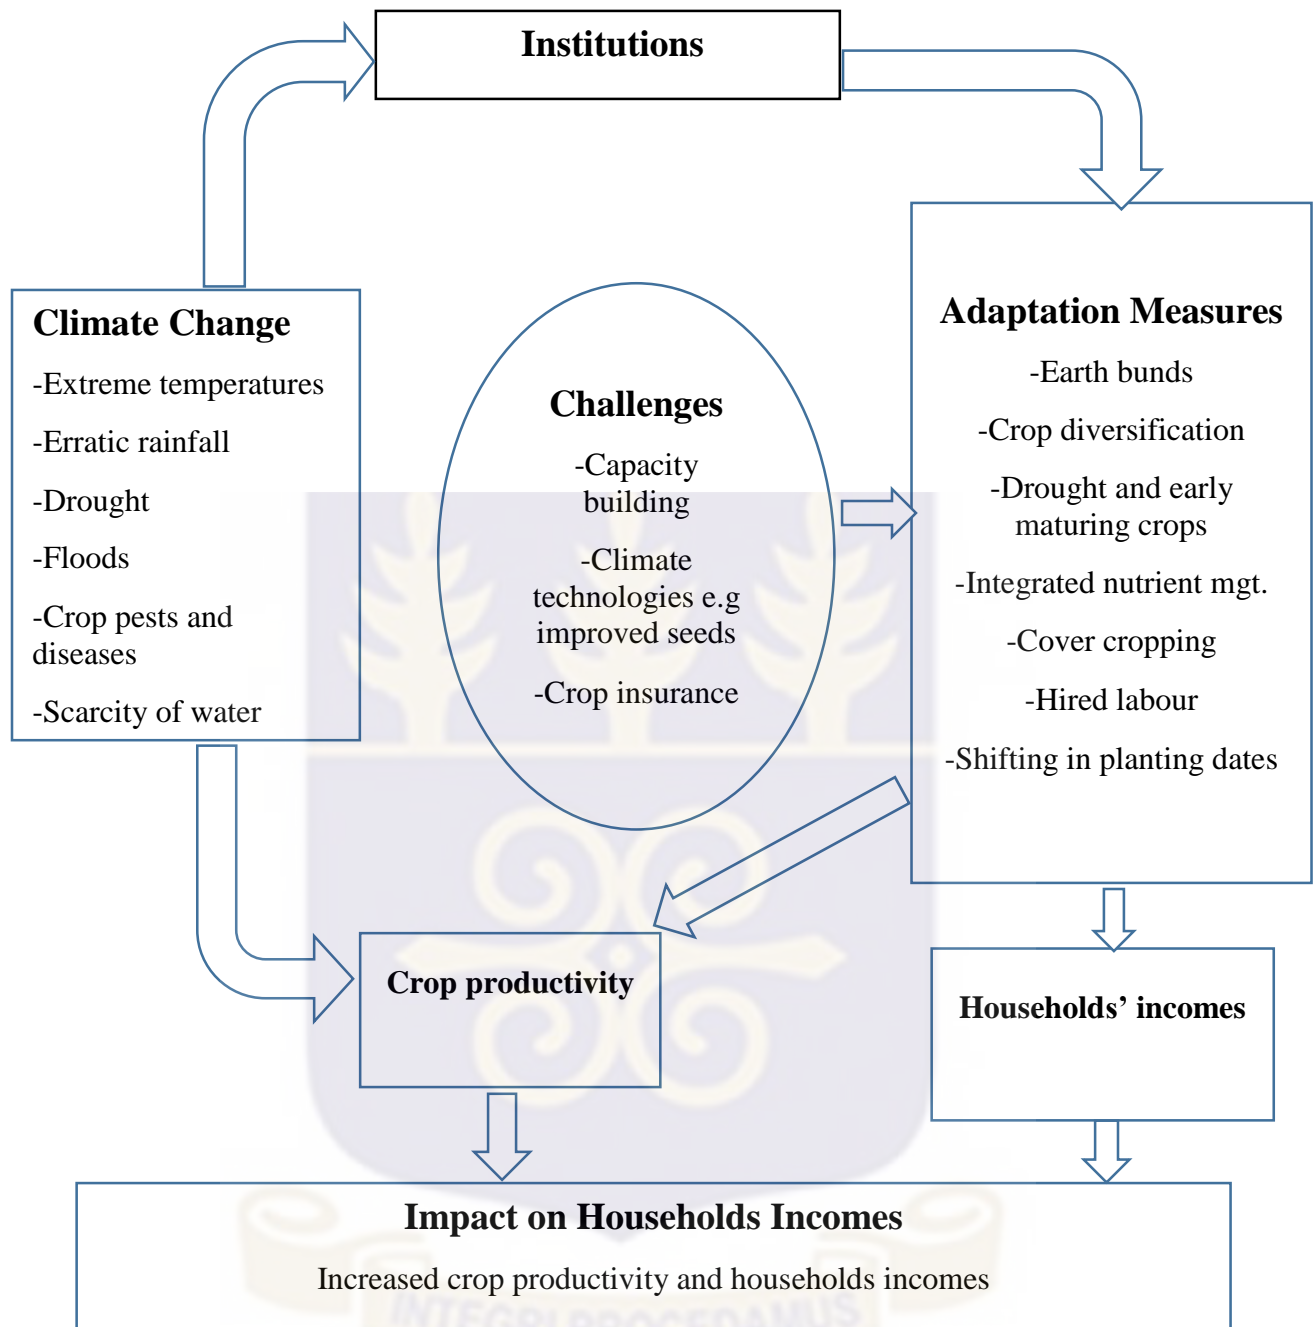 Institutions
Climate Change
-Extreme temperatures
-Erratic rainfall
-Drought
-Floods
-Crop pests and
diseases
-Scarcity of water
Challenges
-Capacity
building
-Climate
technologies e.g
improved seeds
-Crop insurance
Adaptation Measures
-Earth bunds
-Crop diversification
-Drought and early
maturing crops
-Integrated nutrient mgt.
-Cover cropping
-Hired labour
-Shifting in planting dates
Crop productivity
Households’ incomes
Impact on Households Incomes
Increased crop productivity and households incomes
INTEGRI PROCEDAMUS